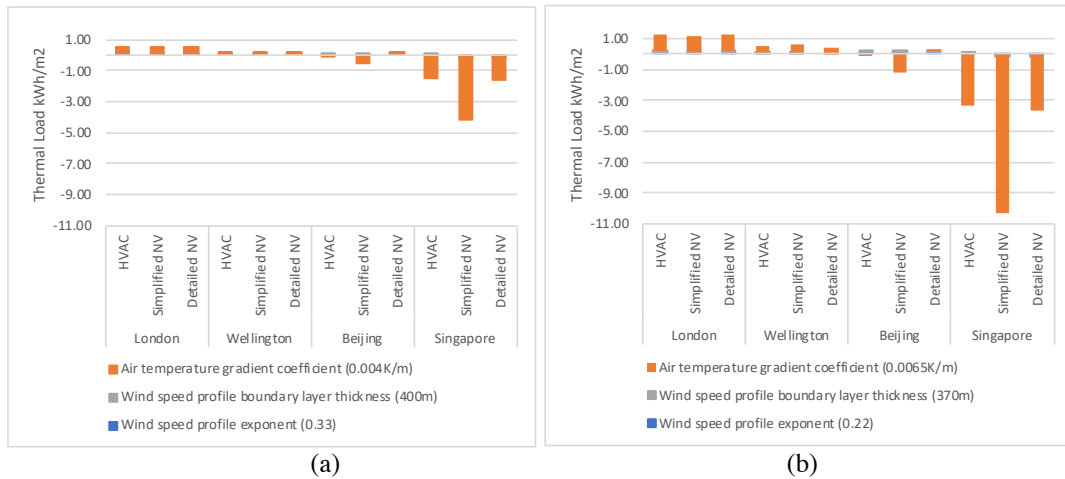 1.00
-1.00
-3.00
-5.00
-7.00
-9.00
-11.00
Thermal Load kWh/m2
HVAC
Simplified NV
Detailed NV
HVAC
Simplified NV
Detailed NV
HVAC
Simplified NV
Detailed NV
HVAC
Simplified NV
Detailed NV
London Wellington Beijing Singapore
Air temperature gradient coefficient (0.004K/m)
Wind speed profile boundary layer thickness (400m)
Wind speed profile exponent (0.33)
(a)
1.00
-1.00
-3.00
-5.00
-7.00
-9.00
-11.00
Thermal Load kWh/m2
HVAC
Simplified NV
Detailed NV
HVAC
Simplified NV
Detailed NV
HVAC
Simplified NV
Detailed NV
HVAC
Simplified NV
Detailed NV
London Wellington Beijing Singapore
Air temperature gradient coefficient (0.0065K/m)
Wind speed profile boundary layer thickness (370m)
Wind speed profile exponent (0.22)
(b)